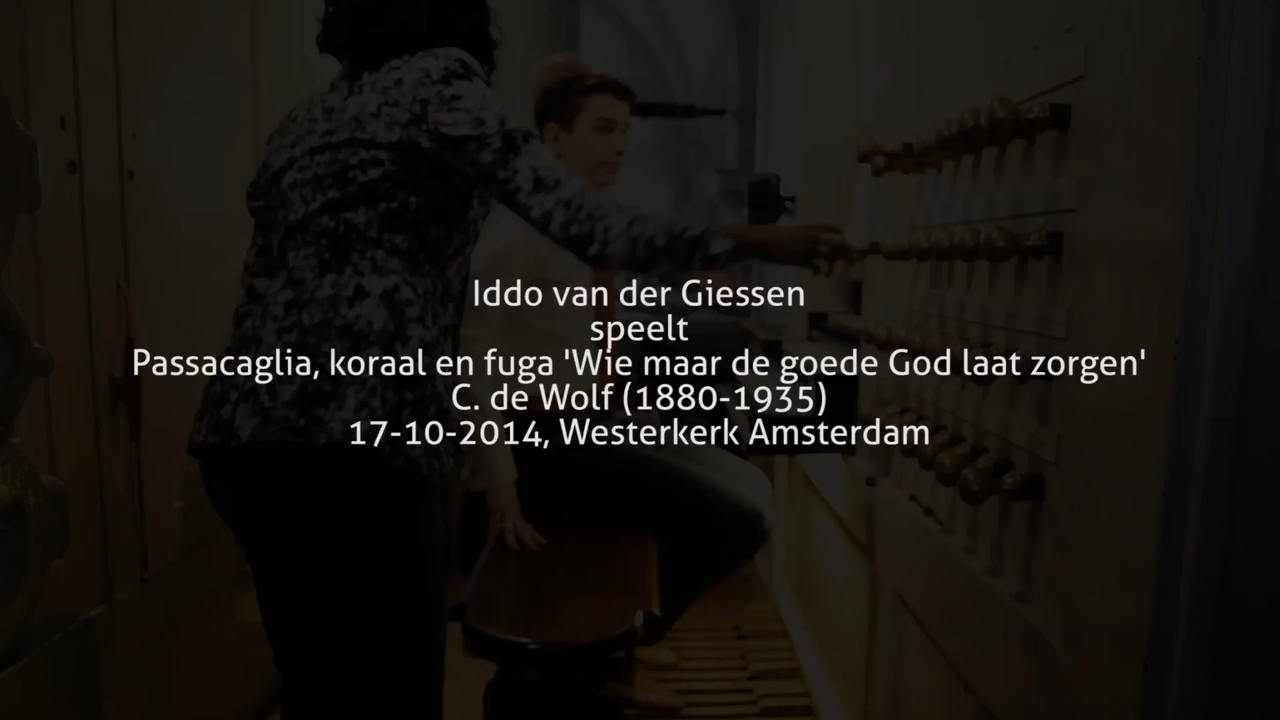 Iddo van der Giessen
speelt
Passacaglia, koraal en fuga 'Wie maar de goede God laat zorgen'
C. de Wolf (1880-1935)
17-10-2014, Westerkerk Amsterdam